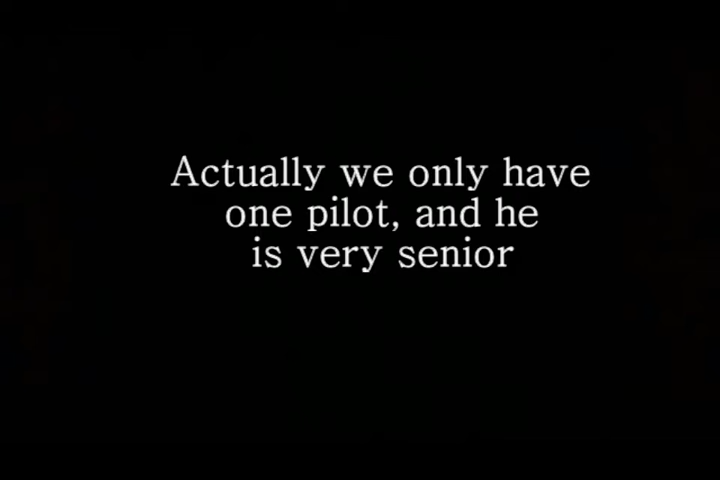 Actually we only have
one pilot, and he
is very senior